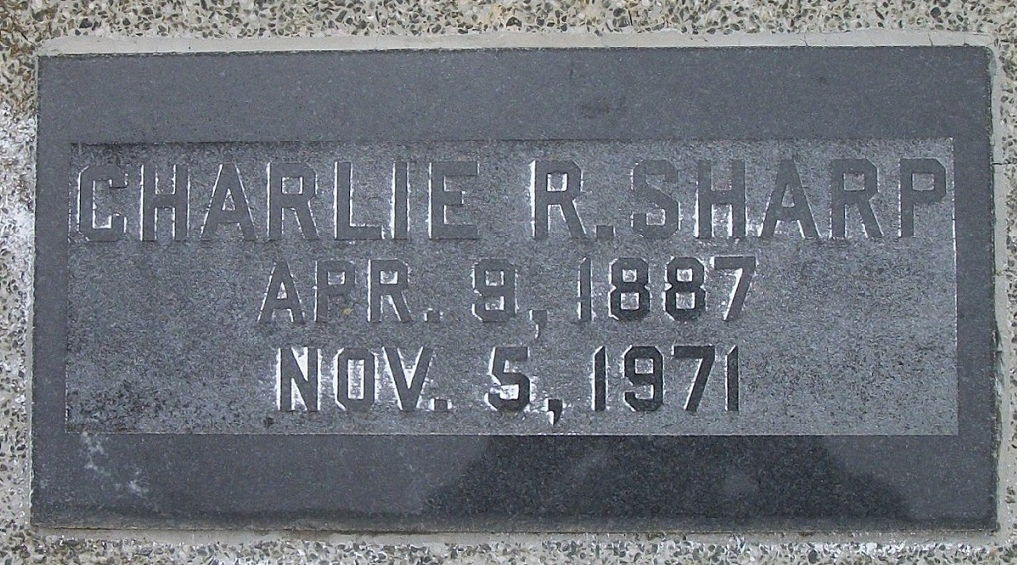 CHARLIE R. SHARP
APR. 9, 1887
NOV. 5, 1971